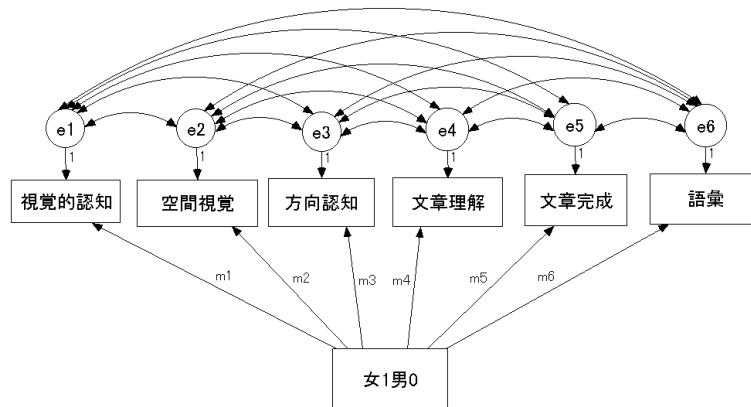 e1 e2 e3 e4 e5 e6
1 1 1 1 1 1
視覚的認知 空間視覚 方向認知 文章理解 文章完成 語彙
m1 m2 m3 m4 m5 m6
女1男0